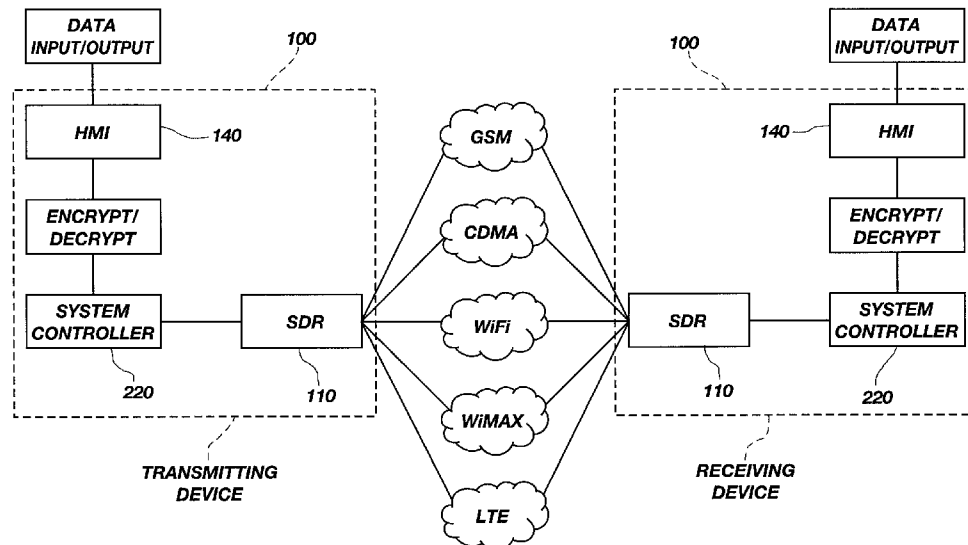 DATA
INPUT/OUTPUT
100
HMI
140
ENCRYPT/
DECRYPT
SYSTEM
CONTROLLER
220
SDR
110
TRANSMITTING
DEVICE
GSM
CDMA
WiFi
WiMAX
LTE
DATA
INPUT/OUTPUT
100
140
HMI
ENCRYPT/
DECRYPT
SDR
110
SYSTEM
CONTROLLER
220
RECEIVING
DEVICE